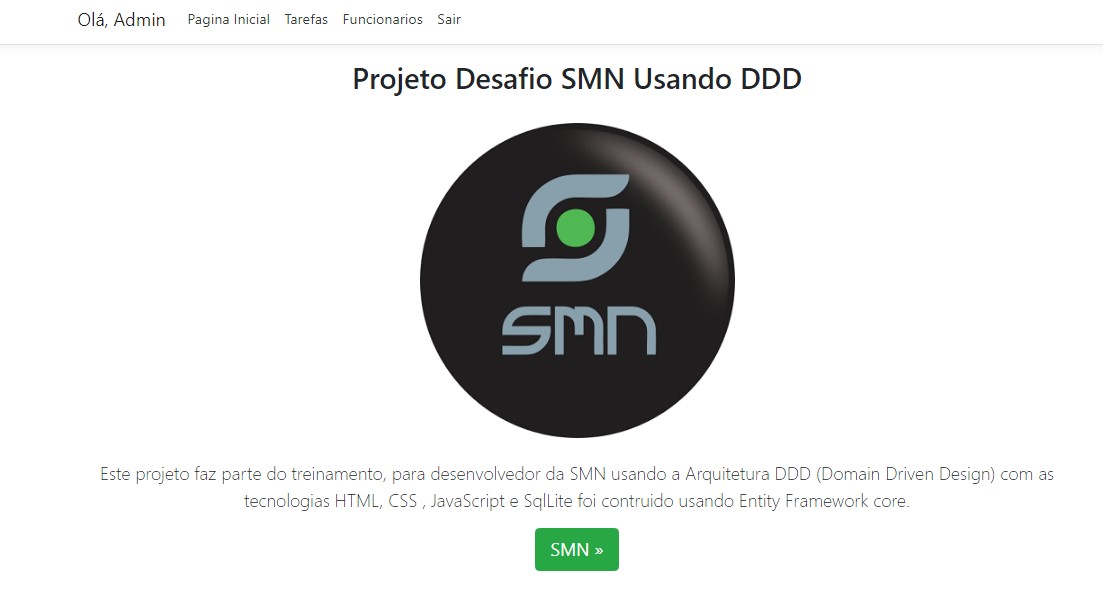 Olá, Admin Pagina Inicial Tarefas Funcionarios Sair
Projeto Desafio SMN Usando DDD
SMN
Este projeto faz parte do treinamento, para desenvolvedor da SMN usando a Arquitetura DDD (Domain Driven Design) com as
tecnologias HTML, CSS , JavaScript e SqlLite foi contruido usando Entity Framework core.
SMN »